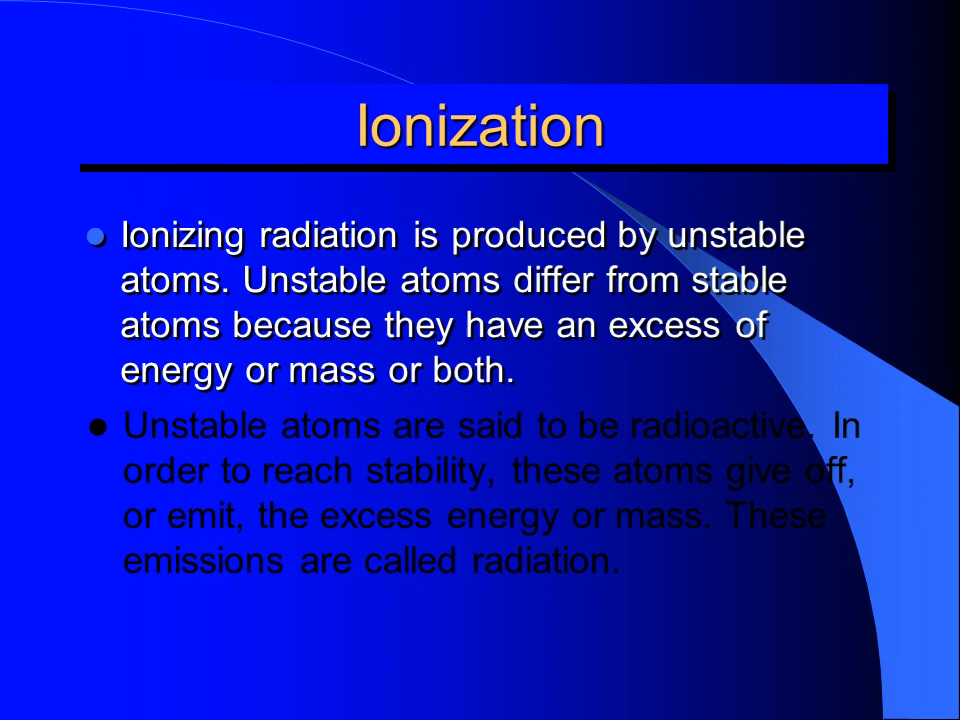 Ionization
Ionizing radiation is produced by unstable
atoms. Unstable atoms differ from stable
atoms because they have an excess of
energy or mass or both.
Unstable atoms are said to be radioactive. In
order to reach stability, these atoms give off,
or emit, the excess energy or mass. These
emissions are called radiation.